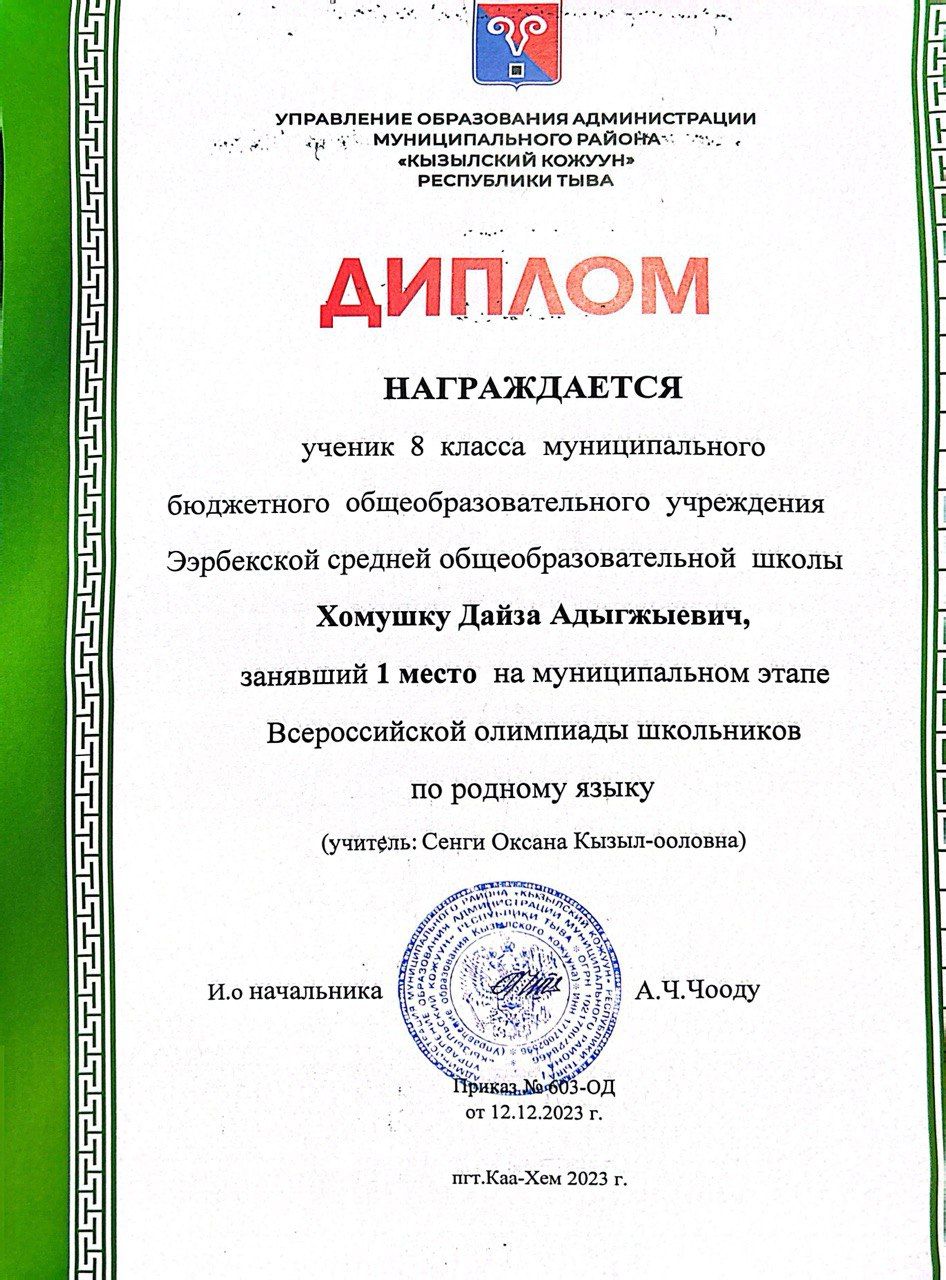 УПРАВЛЕНИЕ ОБРАЗОВАНИЯ АДМИНИСТРАЦИИ
МУНИЦИПАЛЬНОГО РАЙОНА
«КЫЗЫЛСКИЙ КОЖУУН»
РЕСПУБЛИКИ ТЫВА
ДИПЛОМ
НАГРАЖДАЕТСЯ
ученик 8 класса муниципального
бюджетного общеобразовательного учреждения
Ээрбекской средней общеобразовательной школы
Хомушку Дайза Адыгжыевич,
занявший 1 место на муниципальном этапе
Всероссийской олимпиады школьников
по родному языку
(учитель: Сенги Оксана Кызыл-ооловна)
И.о начальника
А.Ч.Чооду
Приказ № 603-ОД
от 12.12.2023 г.
пгт.Каа-Хем 2023 г.